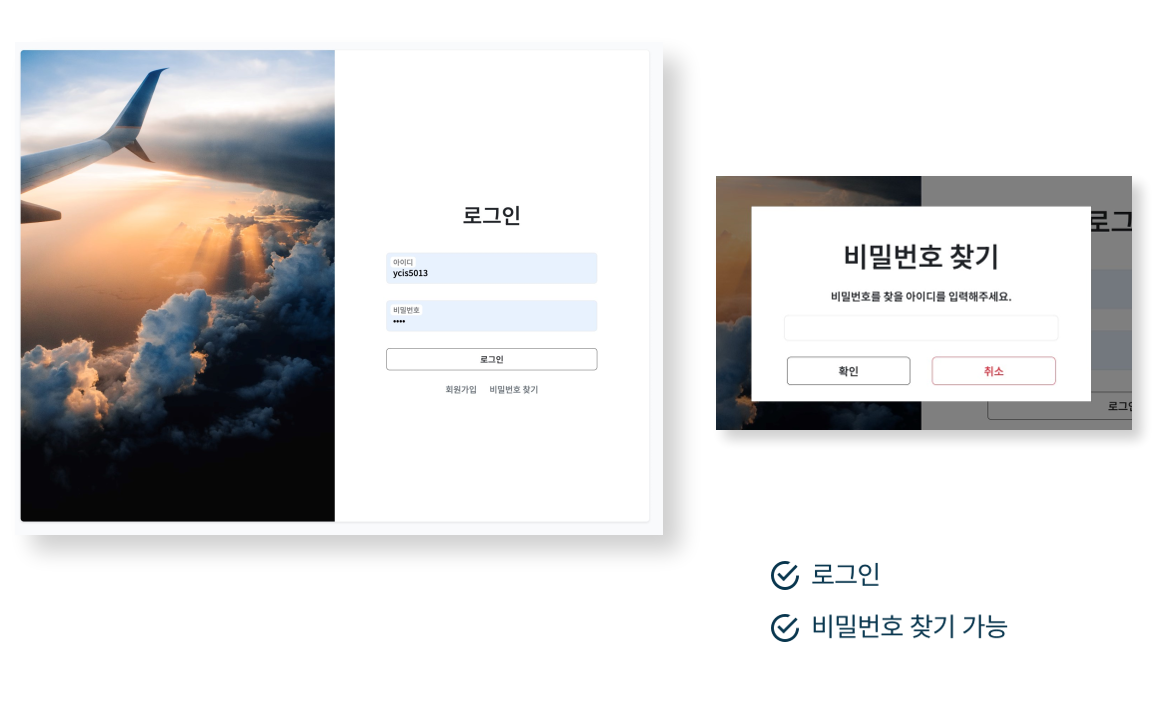 로그인
아이디
ycis5013
비밀번호
••••
로그인
회원가입 비밀번호 찾기
로그
비밀번호 찾기
비밀번호를 찾을 아이디를 입력해주세요.
확인 취소
로그인
로그인
비밀번호 찾기 가능